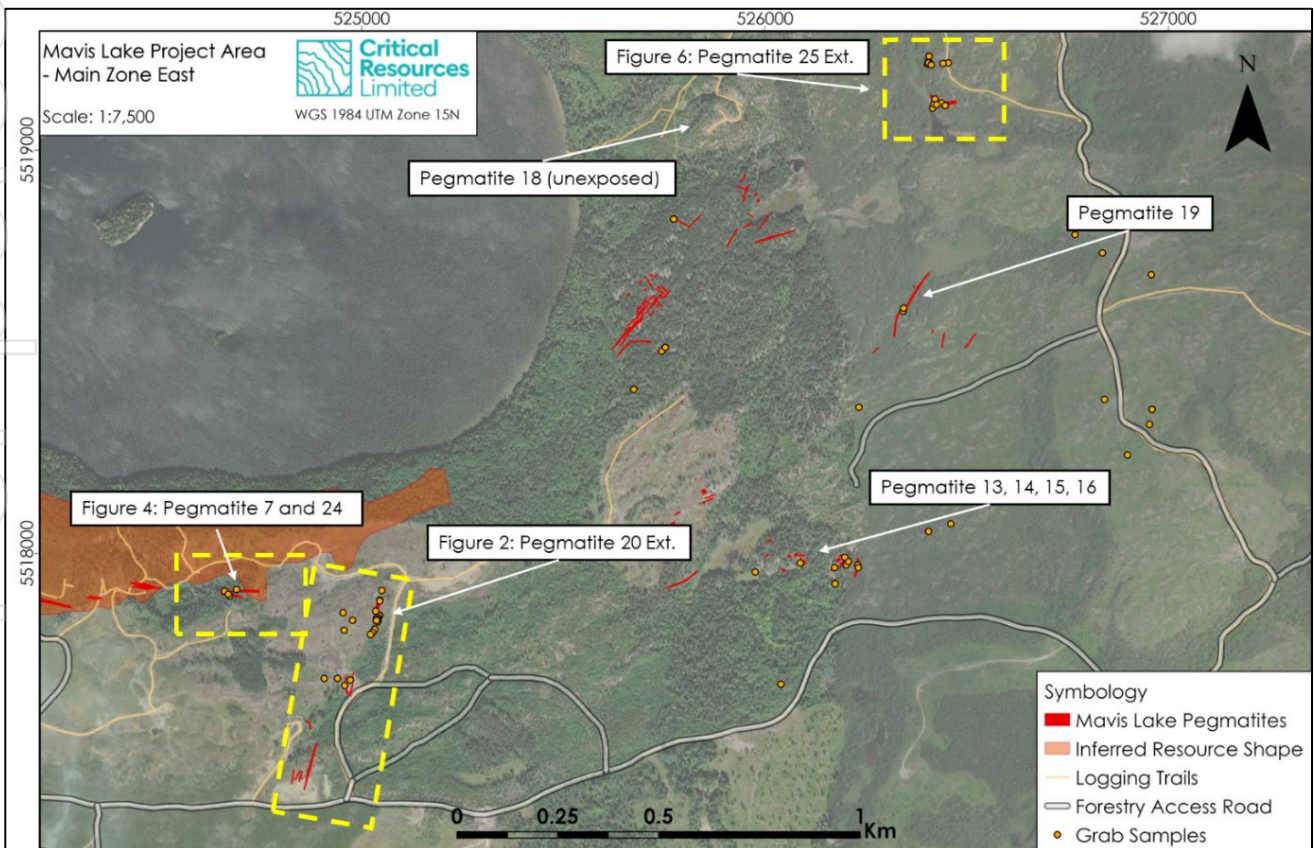 525000
526000
527000
Mavis Lake Project Area
- Main Zone East
Scale: 1:7,500
Critical
Resources
Limited
WGS 1984 UTM Zone 15N
Figure 6: Pegmatite 25 Ext.
N
5519000
Pegmatite 18 (unexposed)
Pegmatite 19
Figure 4: Pegmatite 7 and 24
5518000
Pegmatite 13, 14, 15, 16
Figure 2: Pegmatite 20 Ext.
Symbology
Mavis Lake Pegmatites
Inferred Resource Shape
Logging Trails
Forestry Access Road
Grab Samples
0 0.25 0.5 1
Km